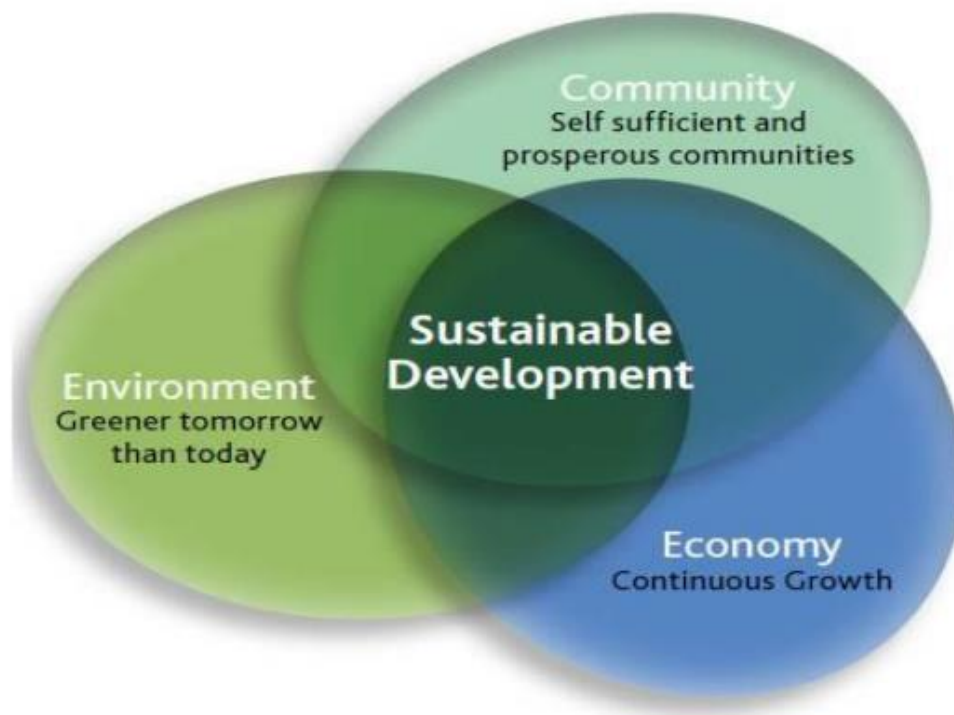 Community
Self sufficient and
prosperous communities
Sustainable
Development
Environment
Greener tomorrow
than today
Economy
Continuous Growth